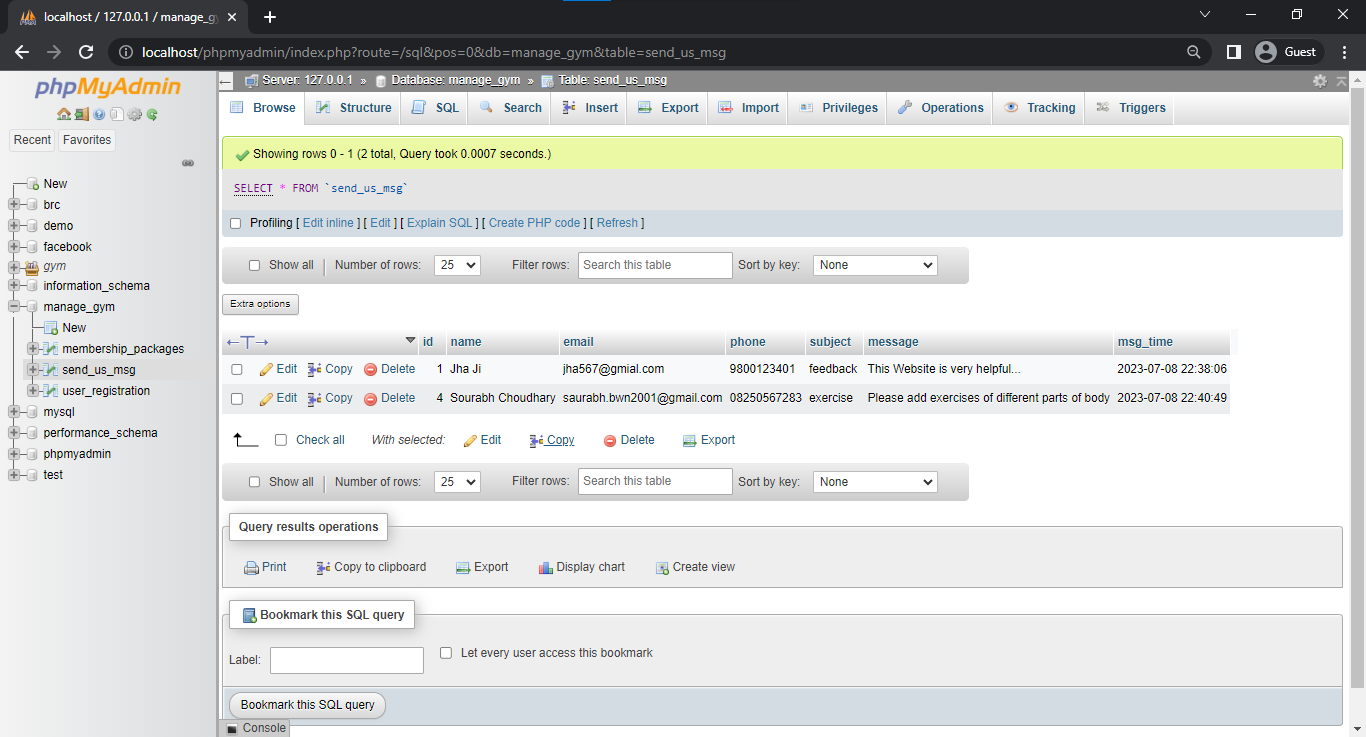 localhost / 127.0.0.1 / manage_g
localhost/phpmyadmin/index.php?route=/sql&pos=0&db=manage_gym&table=send_us_msg
Guest
phpMyAdmin
Recent Favorites
New
brc
demo
facebook
gym
information_schema
manage_gym
New
membership_packages
send_us_msg
user_registration
mysql
performance_schema
phpmyadmin
test
Server: 127.0.0.1 » Database: manage_gym » Table: send_us_msg
Browse Structure SQL Search Insert Export Import Privileges Operations Tracking Triggers
Showing rows 0 - 1 (2 total, Query took 0.0007 seconds.)
SELECT * FROM `send_us_msg`
Profiling [ Edit inline ] [ Edit ] [ Explain SQL ] [ Create PHP code ] [ Refresh ]
Show all | Number of rows: 25 Filter rows: Search this table Sort by key: None
Extra options
←T→ id name email phone subject message msg_time
Edit Copy Delete 1 Jha Ji jha567@gmial.com 9800123401 feedback This Website is very helpful... 2023-07-08 22:38:06
Edit Copy Delete 4 Sourabh Choudhary saurabh.bwn2001@gmail.com 08250567283 exercise Please add exercises of different parts of body 2023-07-08 22:40:49
Check all With selected: Edit Copy Delete Export
Show all | Number of rows: 25 Filter rows: Search this table Sort by key: None
Query results operations
Print Copy to clipboard Export Display chart Create view
Bookmark this SQL query
Label: Let every user access this bookmark
Bookmark this SQL query
Console